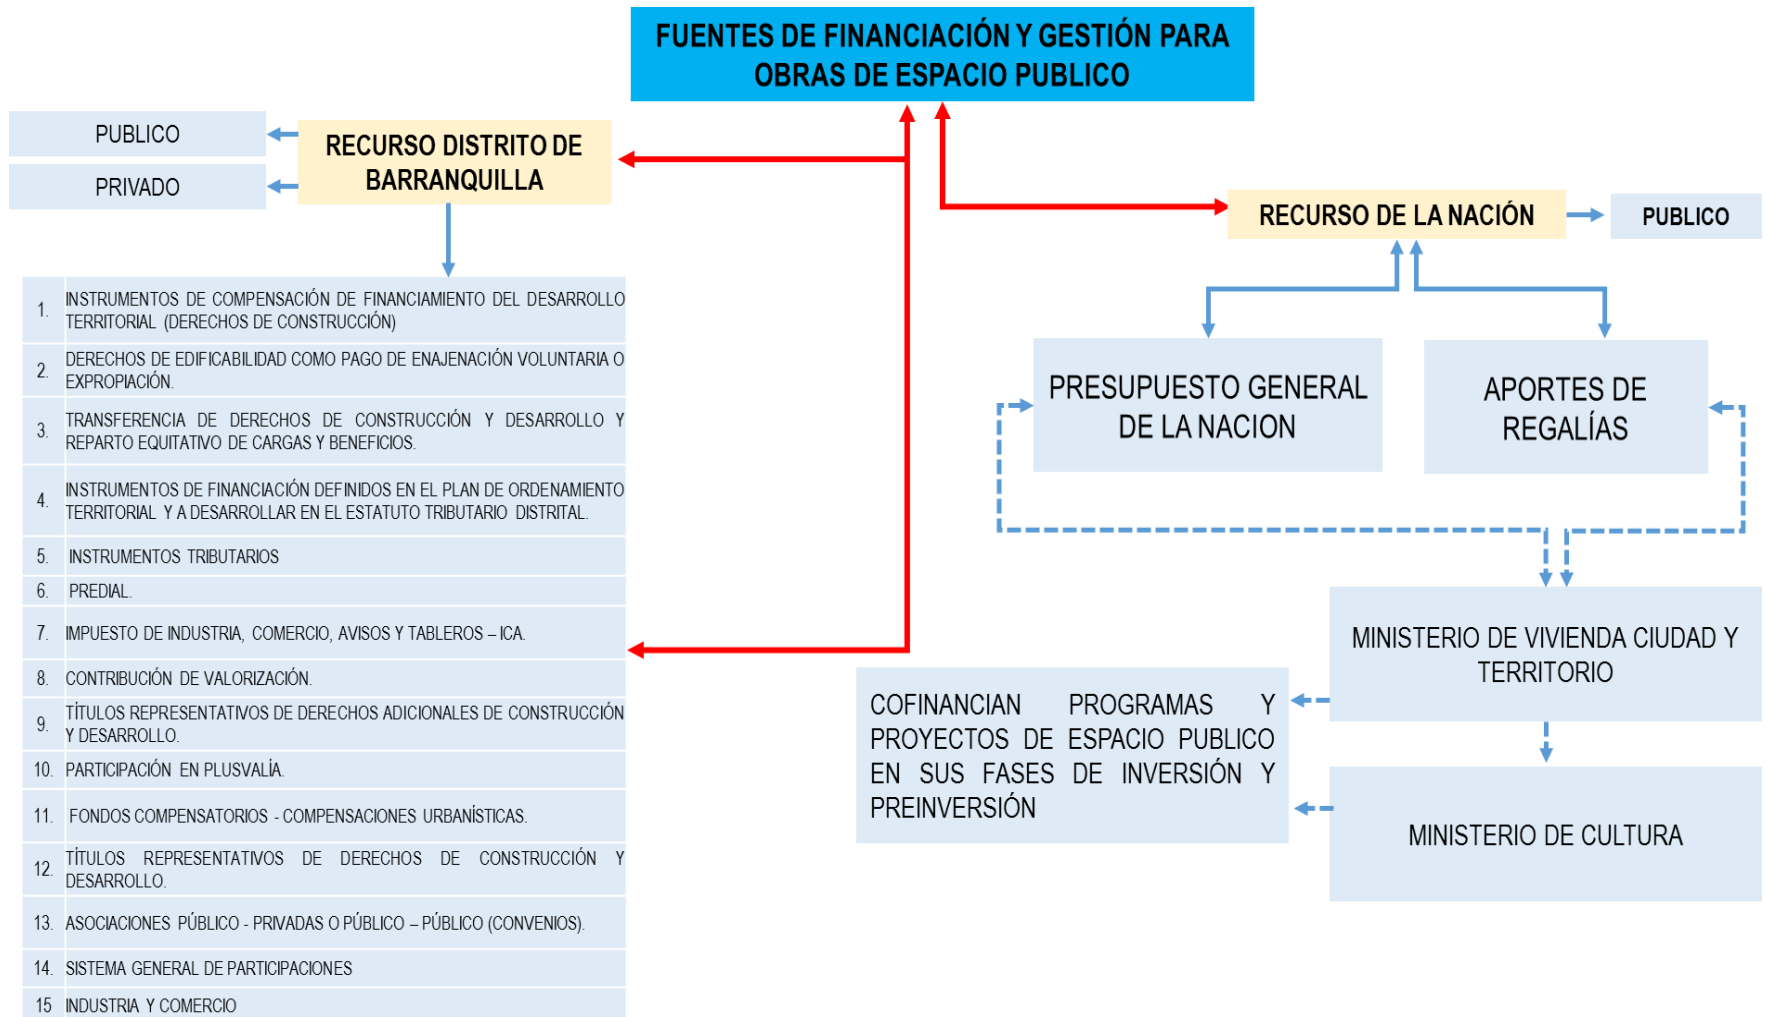 FUENTES DE FINANCIACIÓN Y GESTIÓN PARA
OBRAS DE ESPACIO PUBLICO
PUBLICO
PRIVADO
RECURSO DISTRITO DE
BARRANQUILLA
RECURSO DE LA NACIÓN
PUBLICO
1. INSTRUMENTOS DE COMPENSACIÓN DE FINANCIAMIENTO DEL DESARROLLO
TERRITORIAL (DERECHOS DE CONSTRUCCIÓN)
2. DERECHOS DE EDIFICABILIDAD COMO PAGO DE ENAJENACIÓN VOLUNTARIA O
EXPROPIACIÓN.
3. TRANSFERENCIA DE DERECHOS DE CONSTRUCCIÓN Y DESARROLLO Y
REPARTO EQUITATIVO DE CARGAS Y BENEFICIOS.
4. INSTRUMENTOS DE FINANCIACIÓN DEFINIDOS EN EL PLAN DE ORDENAMIENTO
TERRITORIAL Y A DESARROLLAR EN EL ESTATUTO TRIBUTARIO DISTRITAL.
5. INSTRUMENTOS TRIBUTARIOS
6. PREDIAL.
7. IMPUESTO DE INDUSTRIA, COMERCIO, AVISOS Y TABLEROS – ICA.
8. CONTRIBUCIÓN DE VALORIZACIÓN.
9. TÍTULOS REPRESENTATIVOS DE DERECHOS ADICIONALES DE CONSTRUCCIÓN
Y DESARROLLO.
10. PARTICIPACIÓN EN PLUSVALÍA.
11. FONDOS COMPENSATORIOS - COMPENSACIONES URBANÍSTICAS.
12. TÍTULOS REPRESENTATIVOS DE DERECHOS DE CONSTRUCCIÓN Y
DESARROLLO.
13. ASOCIACIONES PÚBLICO - PRIVADAS O PÚBLICO – PÚBLICO (CONVENIOS).
14. SISTEMA GENERAL DE PARTICIPACIONES
15 INDUSTRIA Y COMERCIO
PRESUPUESTO GENERAL
DE LA NACION
APORTES DE
REGALÍAS
MINISTERIO DE VIVIENDA CIUDAD Y
TERRITORIO
COFINANCIAN PROGRAMAS Y
PROYECTOS DE ESPACIO PUBLICO
EN SUS FASES DE INVERSIÓN Y
PREINVERSIÓN
MINISTERIO DE CULTURA